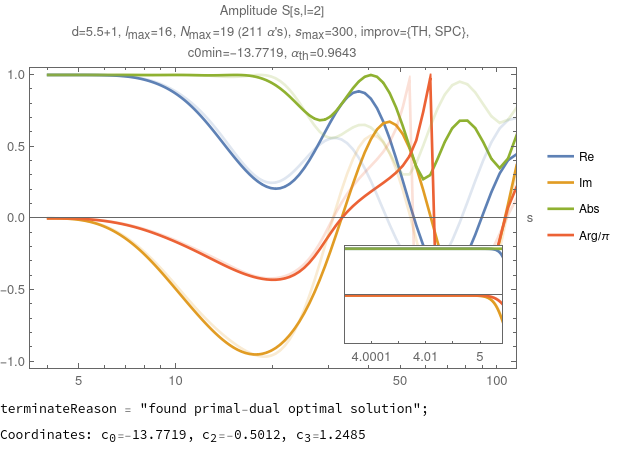 Amplitude S[s,l=2]
d=5.5+1, lmax=16, Nmax=19 (211 α's), smax=300, improv={TH, SPC},
c0min=−13.7719, αth=0.9643
1.0
0.5
0.0
−0.5
−1.0
5 10 50 100
s
4.0001 4.01 5
Re
Im
Abs
Arg/π
terminateReason = "found primal-dual optimal solution";
Coordinates: c0=-13.7719, c2=-0.5012, c3=1.2485